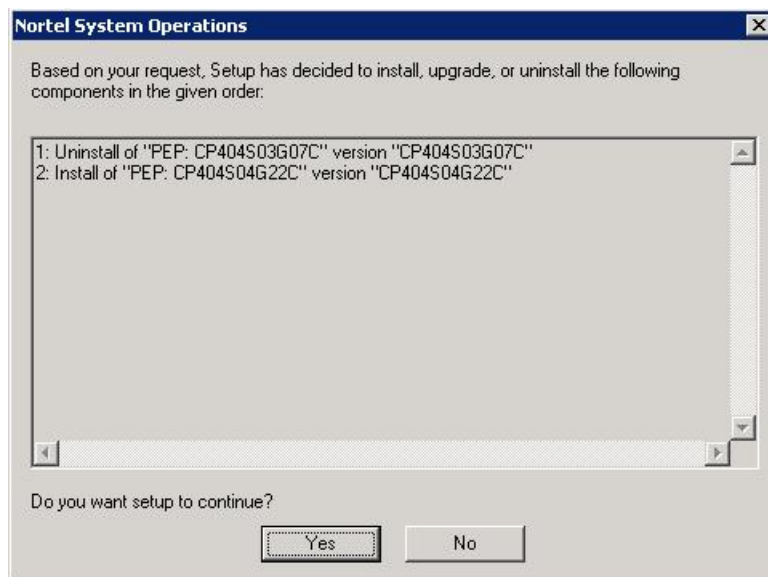 Nortel System Operations
Based on your request, Setup has decided to install, upgrade, or uninstall the following
components in the given order:
1: Uninstall of "PEP: CP404S03G07C" version "CP404S03G07C"
2: Install of "PEP: CP404S04G22C" version "CP404S04G22C"
Do you want setup to continue?
Yes No